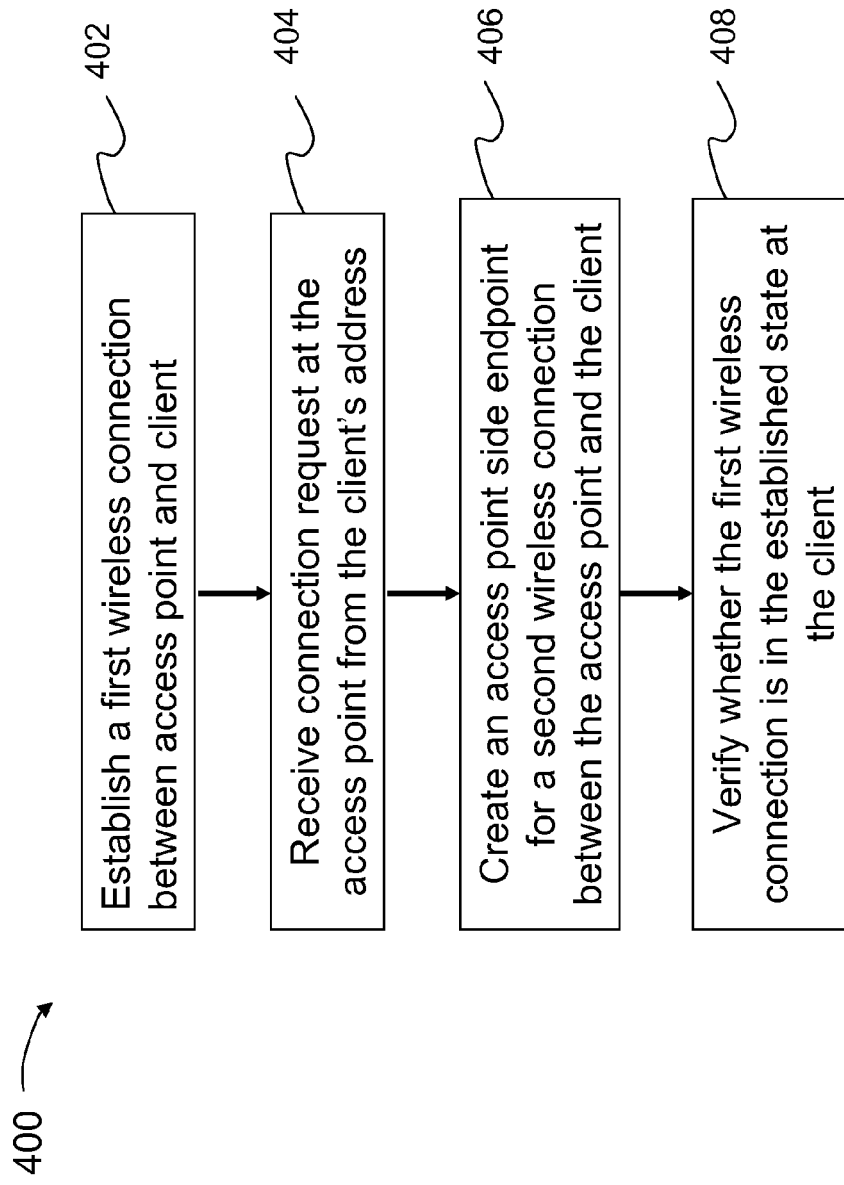 400
402
Establish a first wireless connection
between access point and client
404
Receive connection request at the
access point from the client's address
406
Create an access point side endpoint
for a second wireless connection
between the access point and the client
408
Verify whether the first wireless
connection is in the established state at
the client